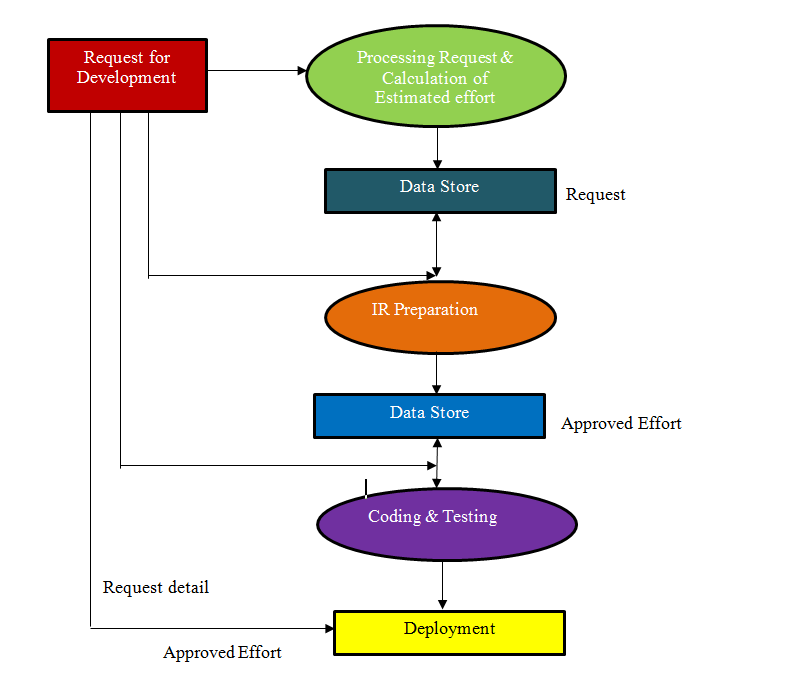 Request for
Development
Processing Request &
Calculation of
Estimated effort
Data Store
Request
IR Preparation
Data Store
Approved Effort
Coding & Testing
Request detail
Deployment
Approved Effort